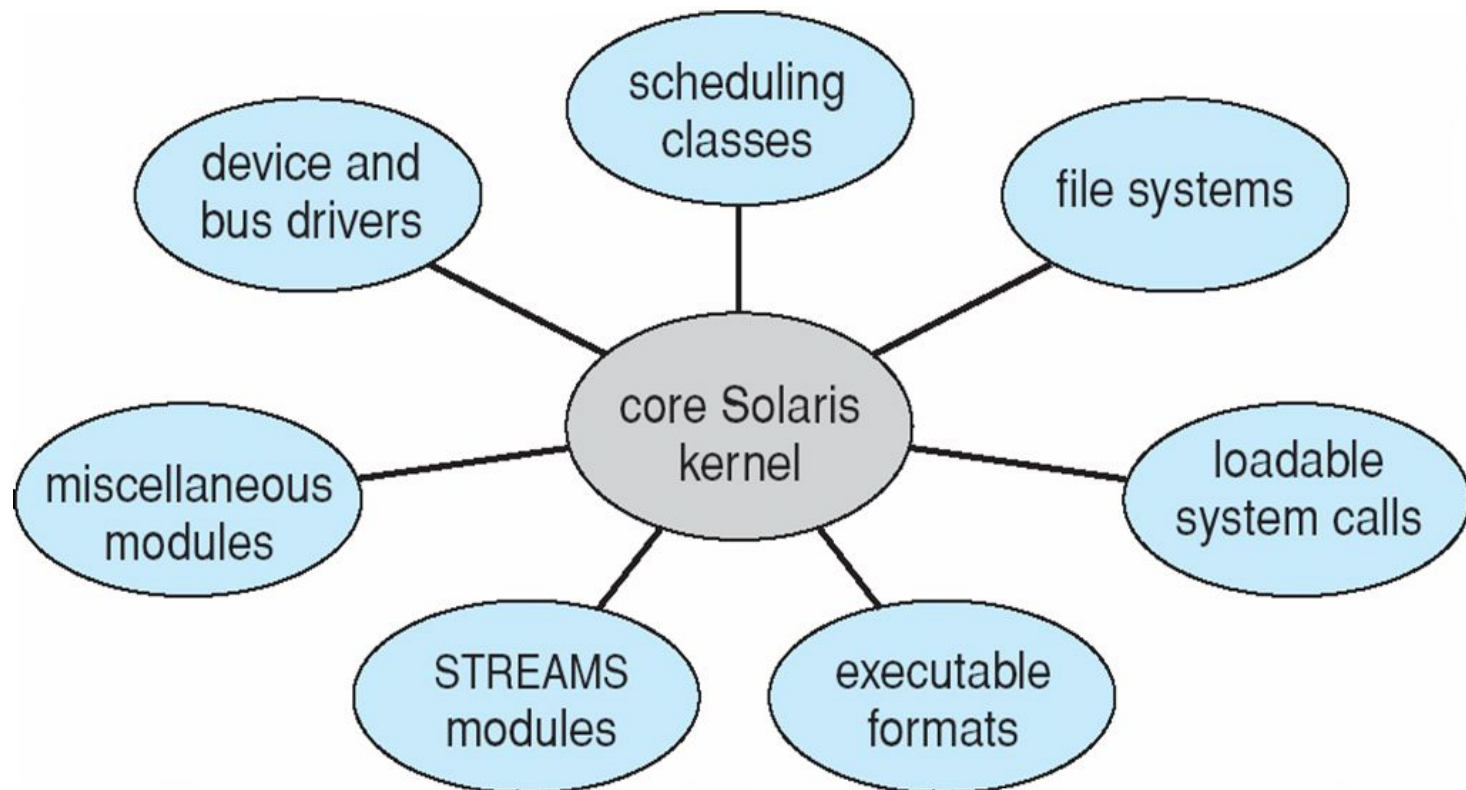 scheduling
classes
device and
bus drivers
file systems
core Solaris
kernel
loadable
system calls
miscellaneous
modules
STREAMS
modules
executable
formats